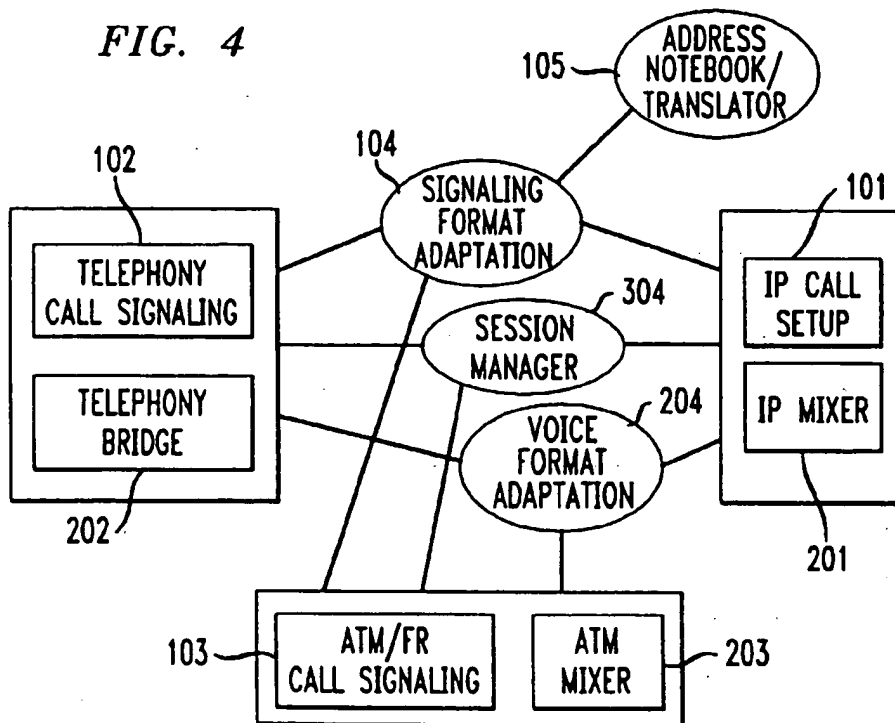 FIG. 4
105
ADDRESS
NOTEBOOK/
TRANSLATOR
102
104
SIGNALING
FORMAT
ADAPTATION
101
TELEPHONY
CALL SIGNALING
IP CALL
SETUP
304
SESSION
MANAGER
TELEPHONY
BRIDGE
204
VOICE
FORMAT
ADAPTATION
IP MIXER
202
201
103
ATM/FR
CALL SIGNALING
ATM
MIXER
203